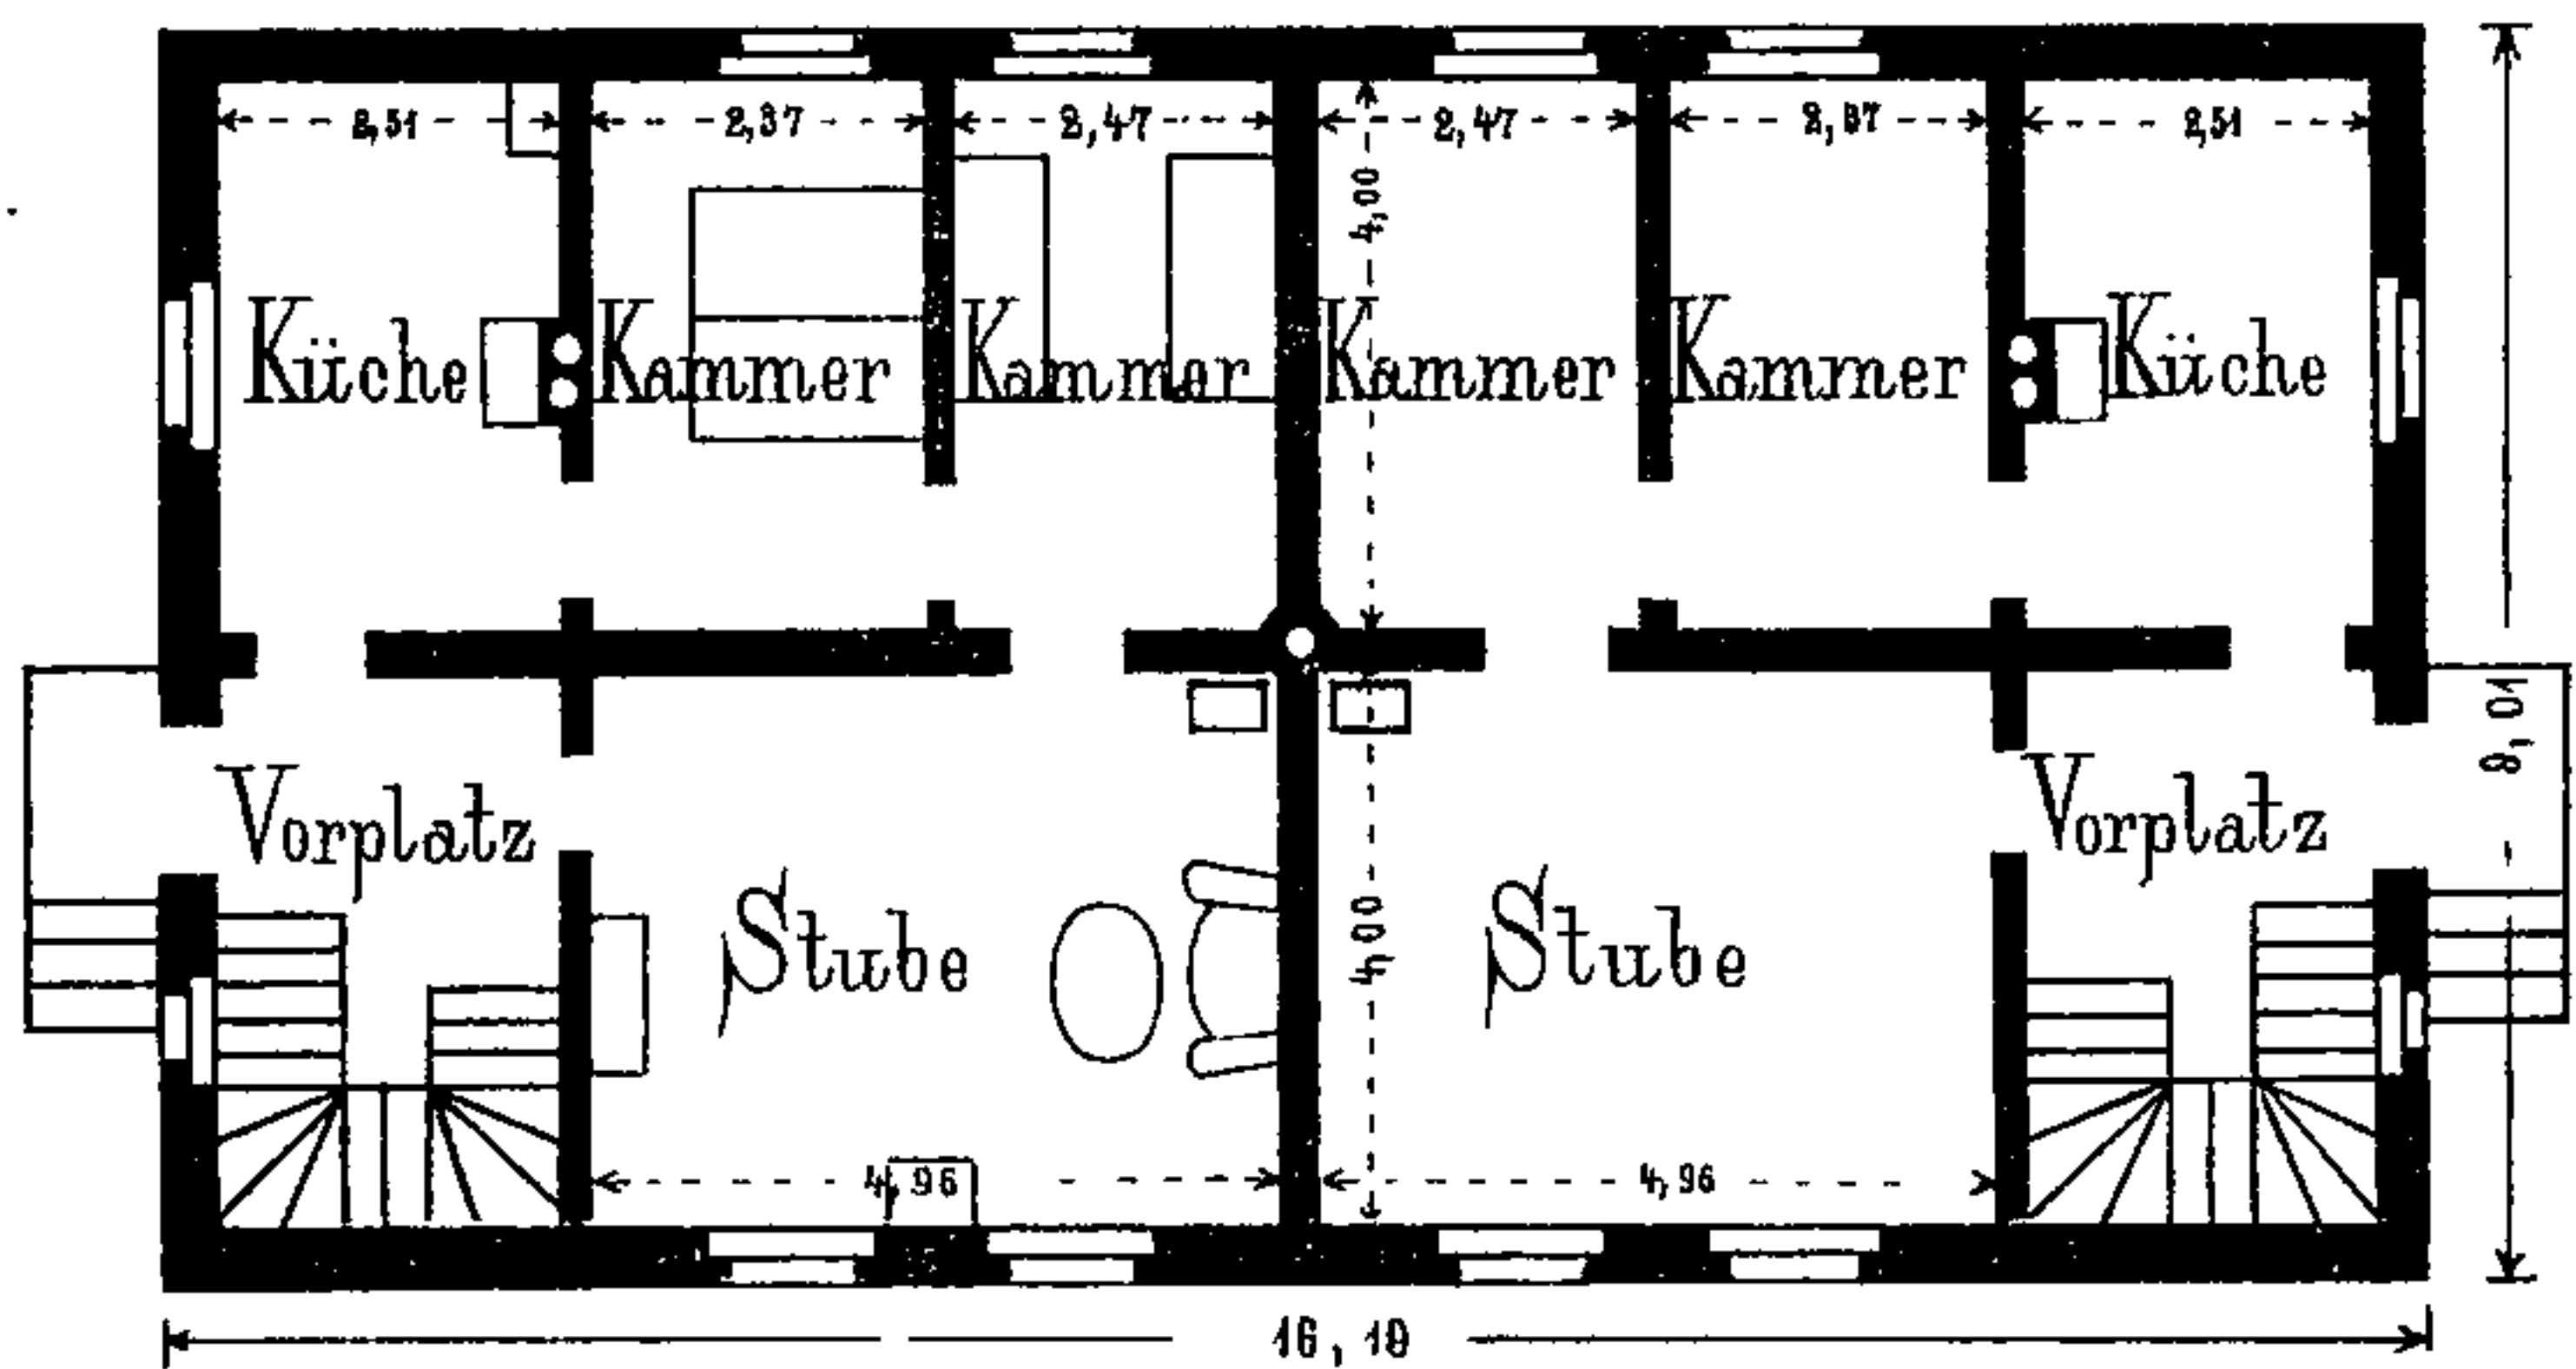 2,51 2,37 2,47 2,47 2,37 2,51
4,00
Küche Kammer Kammer Kammer Kammer Küche
9,01
Vorplatz Vorplatz
Stube 4,00 Stube
4,96 4,96
16,19